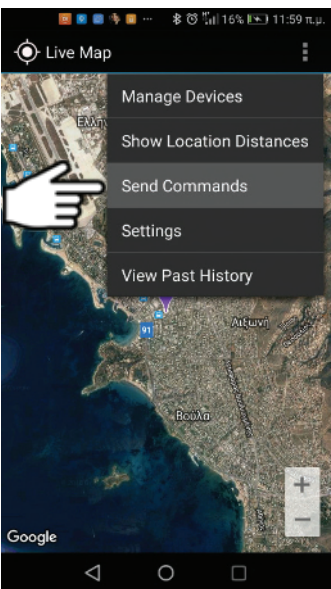 16% 11:59 π.μ.
Live Map
Manage Devices
Show Location Distances
Send Commands
Settings
View Past History
91
Αιξωνή
Βούλα
Google